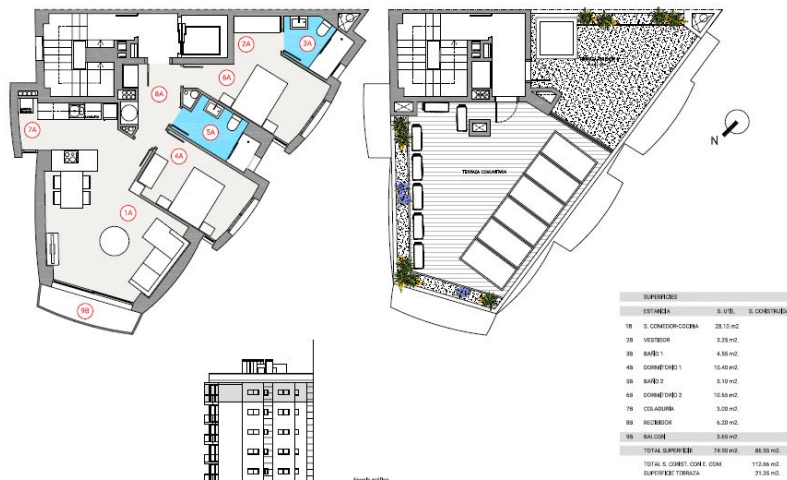 2A
3A
6A
8A
7A
5A
4A
1A
9B
TERRAZA COMUNITARIA
N
SUPERFICIES
ESTANCIA S. UTIL S. CONSTRUIDA
1B S. COMEDOR-COCINA 28.10 m2
2B VESTIDOR 3.25 m2.
3B BAÑO 1 4.55 m2.
4B DORMITORIO 1 10.40 m2.
5B BAÑO 2 5.10 m2.
6B DORMITORIO 2 10.65 m2.
7B COLADURIA 3.00 m2.
8B RECIBIDOR 6.20 m2.
9B BALCON 3.65 m2.
TOTAL SUPERFICIE 74.90 m2. 86.55 m2.
TOTAL S. CONST. CON E. COM. 112.66 m2.
SUPERFICIE TERRAZA 21.35 m2.